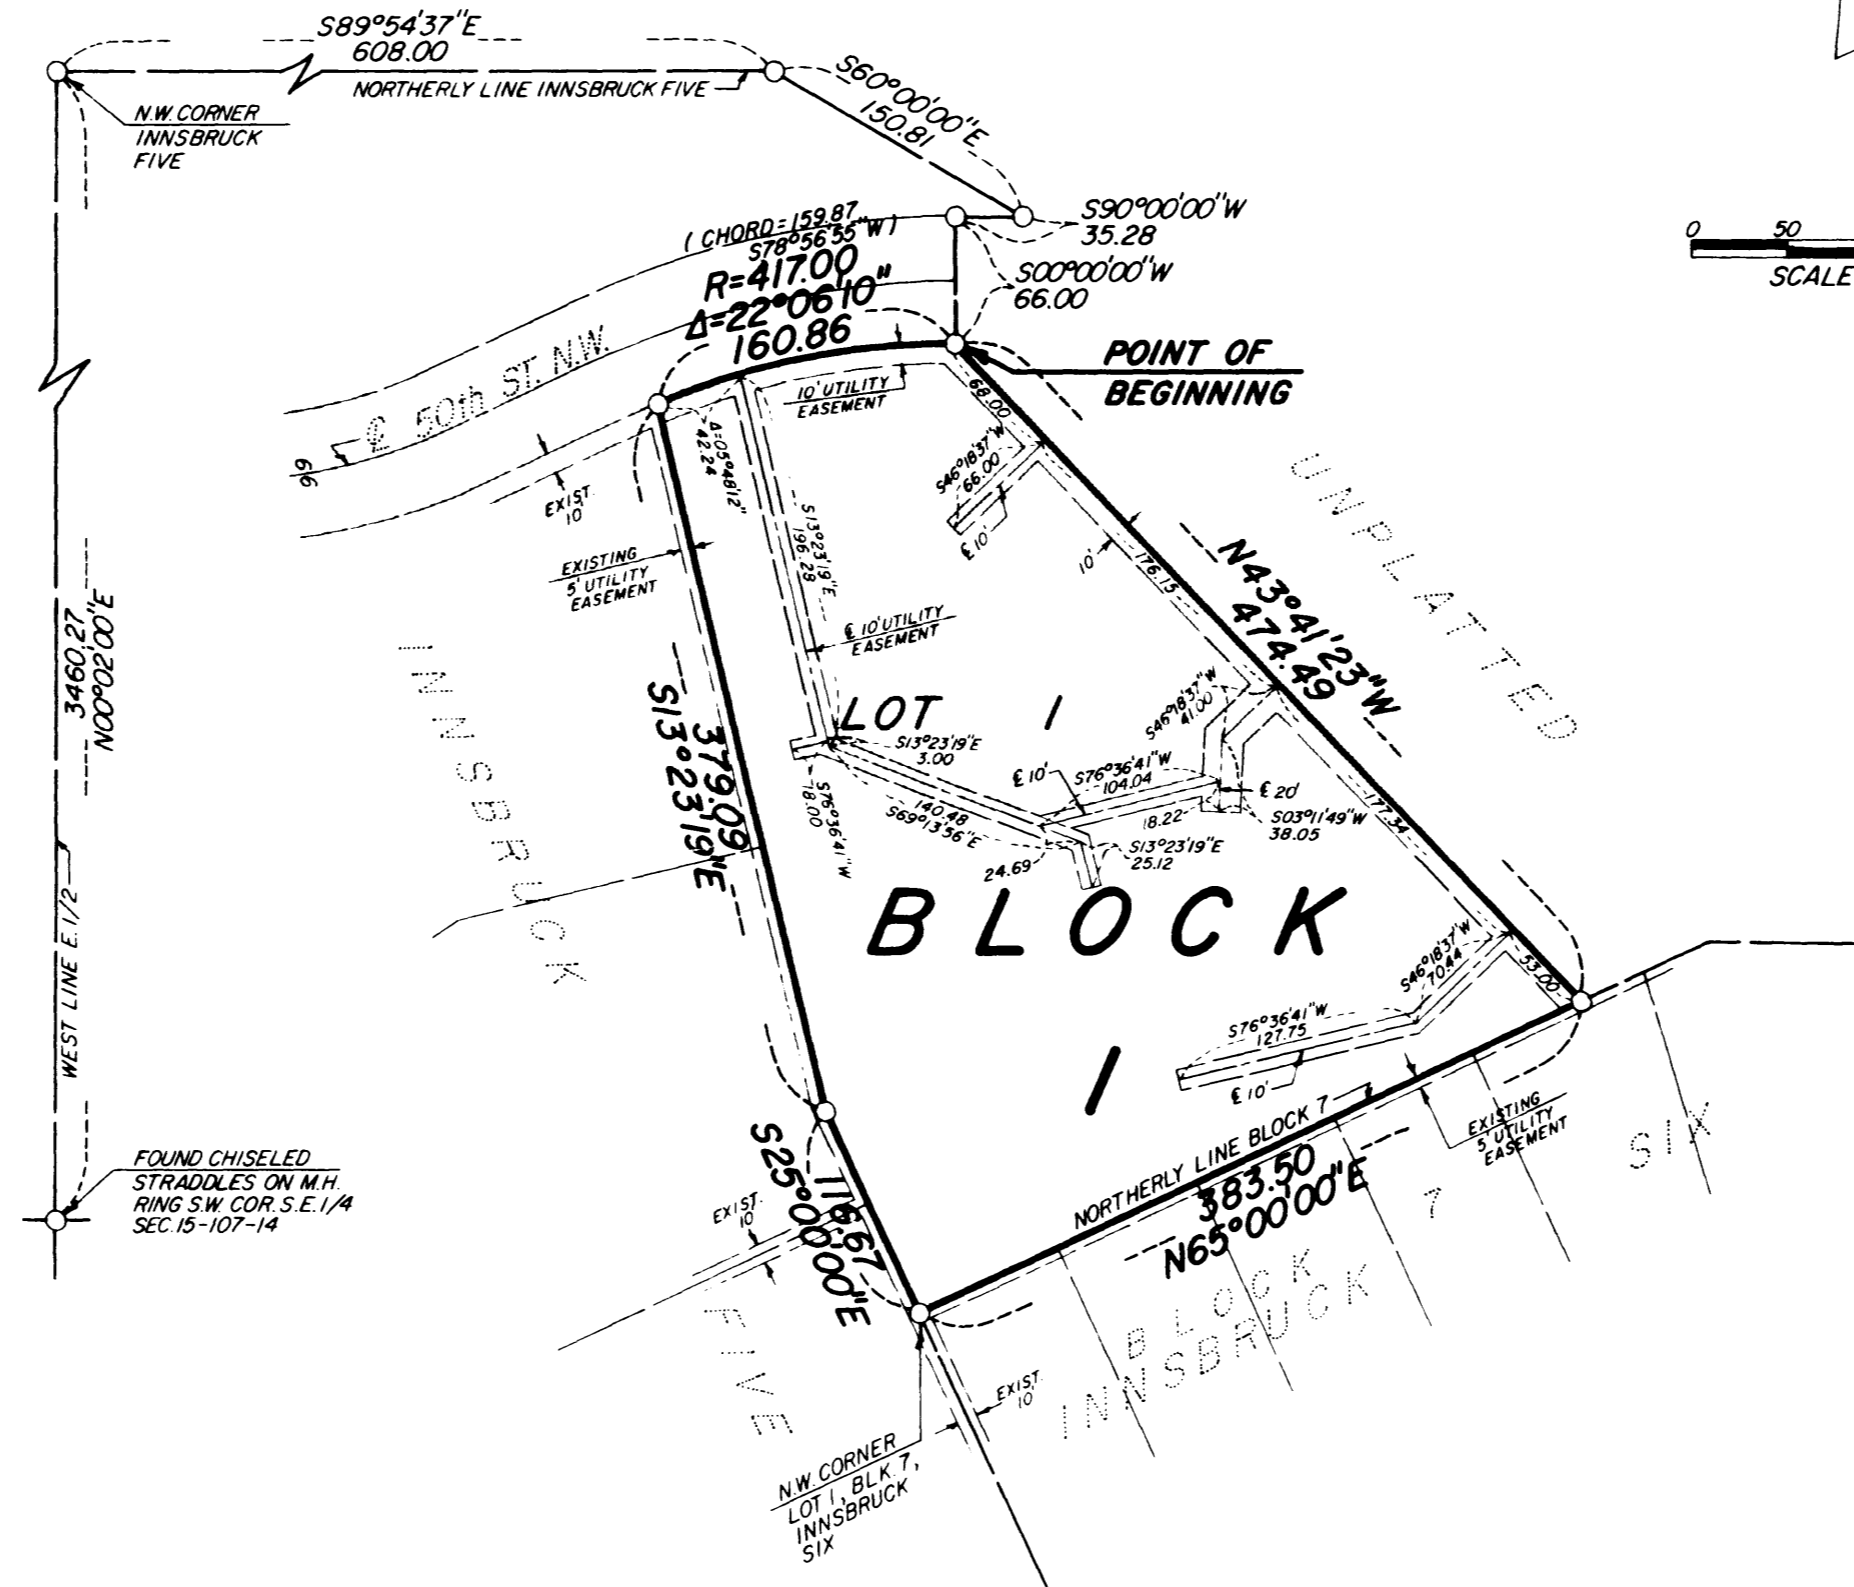 S89°54'37"E
608.00
NORTHERLY LINE INNSBRUCK FIVE
N.W. CORNER
INNSBRUCK
FIVE
S60°00'00"E
150.81
S90°00'00"W
35.28
S00°00'00"W
66.00
0 50
SCALE
(CHORD=159.87
S78°56'55"W)
R=417.00
Δ=22°06'10"
160.86
POINT OF
BEGINNING
℄ 50th ST. N.W.
66
EXIST.
10'
10' UTILITY
EASEMENT
Δ=05°48'12"
42.24
68.00
S46°18'37"W
66.00
℄ 10'
EXISTING
5' UTILITY
EASEMENT
S13°23'19"E
196.28
℄ 10' UTILITY
EASEMENT
10'
176.15
N43°41'23"W
474.49
UNPLATTED
3460.27
N00°02'00"E
WEST LINE E. 1/2
INNSBRUCK
379.09
S13°23'19"E
LOT 1
S13°23'19"E
3.00
S76°36'41"W
18.00
140.48
S69°13'56"E
℄ 10'
S76°36'41"W
104.04
S46°18'37"W
41.00
℄ 20'
18.22
S03°11'49"W
38.05
S13°23'19"E
25.12
24.69
177.34
BLOCK
1
S46°18'37"W
70.44
53.00
S76°36'41"W
127.75
℄ 10'
FOUND CHISELED
STRADDLES ON M.H.
RING S.W. COR. S.E. 1/4
SEC. 15-107-14
116.67
S25°00'00"E
EXIST.
10'
NORTHERLY LINE BLOCK 7
383.50
N65°00'00"E
EXISTING
5' UTILITY
EASEMENT
FIVE
BLOCK 7
INNSBRUCK SIX
EXIST.
10'
N.W. CORNER
LOT 1, BLK. 7,
INNSBRUCK
SIX